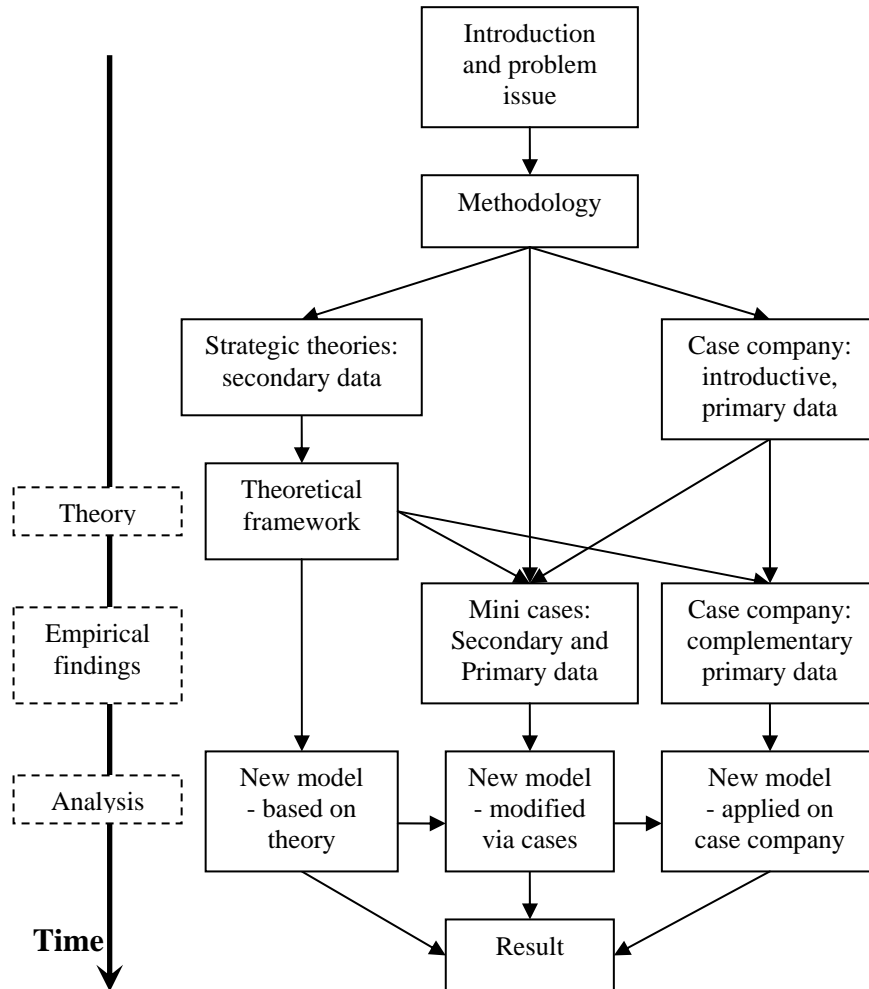 Introduction
and problem
issue
Methodology
Strategic theories:
secondary data
Case company:
introductive,
primary data
Theory
Theoretical
framework
Empirical
findings
Mini cases:
Secondary and
Primary data
Case company:
complementary
primary data
Analysis
New model
- based on
theory
New model
- modified
via cases
New model
- applied on
case company
Time
Result